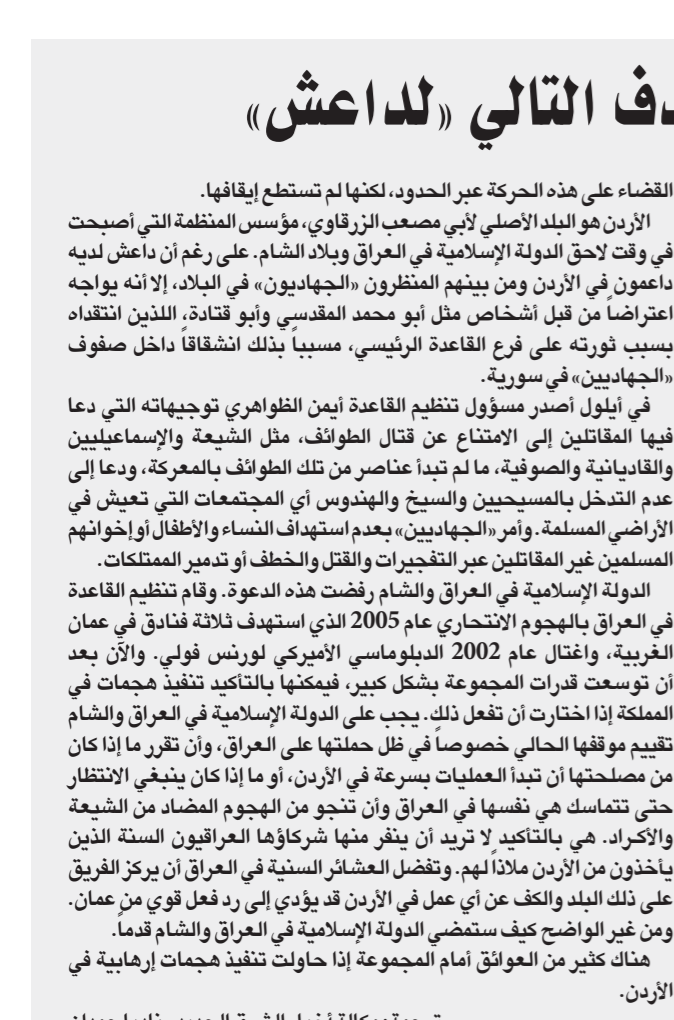 التالي «لداعش»
القضاء على هذه الحركة عبر الحدود، لكنها لم تستطع إيقافها.
الأردن هو البلد الأصلي لأبي مصعب الزرقاوي، مؤسس المنظمة التي أصبحت
في وقت لاحق الدولة الإسلامية في العراق وبلاد الشام. على رغم أن داعش لديه
داعمون في الأردن ومن بينهم المنظرون «الجهاديون» في البلاد، إلا أنه يواجه
اعتراضاً من قبل أشخاص مثل أبو محمد المقدسي وأبو قتادة، اللذين انتقداه
بسبب ثورته على فرع القاعدة الرئيسي، مسبباً بذلك انشقاقاً داخل صفوف
«الجهاديين» في سورية.
في أيلول أصدر مسؤول تنظيم القاعدة أيمن الظواهري توجيهاته التي دعا
فيها المقاتلين إلى الامتناع عن قتال الطوائف، مثل الشيعة والإسماعيليين
والقاديانية والصوفية، ما لم تبدأ عناصر من تلك الطوائف بالمعركة، ودعا إلى
عدم التدخل بالمسيحيين والسيخ والهندوس أي المجتمعات التي تعيش في
الأراضي المسلمة. وأمر «الجهاديين» بعدم استهداف النساء والأطفال أو إخوانهم
المسلمين غير المقاتلين عبر التفجيرات والقتل والخطف أو تدمير الممتلكات.
الدولة الإسلامية في العراق والشام رفضت هذه الدعوة. وقام تنظيم القاعدة
في العراق بالهجوم الانتحاري عام 2005 الذي استهدف ثلاثة فنادق في عمان
الغربية، واغتال عام 2002 الدبلوماسي الأميركي لورنس فولي. والآن بعد
أن توسعت قدرات المجموعة بشكل كبير، فيمكنها بالتأكيد تنفيذ هجمات في
المملكة إذا اختارت أن تفعل ذلك. يجب على الدولة الإسلامية في العراق والشام
تقييم موقفها الحالي خصوصاً في ظل حملتها على العراق، وأن تقرر ما إذا كان
من مصلحتها أن تبدأ العمليات بسرعة في الأردن، أو ما إذا كان ينبغي الانتظار
حتى تتماسك هي نفسها في العراق وأن تنجو من الهجوم المضاد من الشيعة
والأكراد. هي بالتأكيد لا تريد أن ينفر منها شركاؤها العراقيون السنة الذين
يأخذون من الأردن ملاذاً لهم. وتفضل العشائر السنية في العراق أن يركز الفريق
على ذلك البلد والكف عن أي عمل في الأردن قد يؤدي إلى رد فعل قوي من عمان.
ومن غير الواضح كيف ستمضي الدولة الإسلامية في العراق والشام قدماً.
هناك كثير من العوائق أمام المجموعة إذا حاولت تنفيذ هجمات إرهابية في
الأردن.